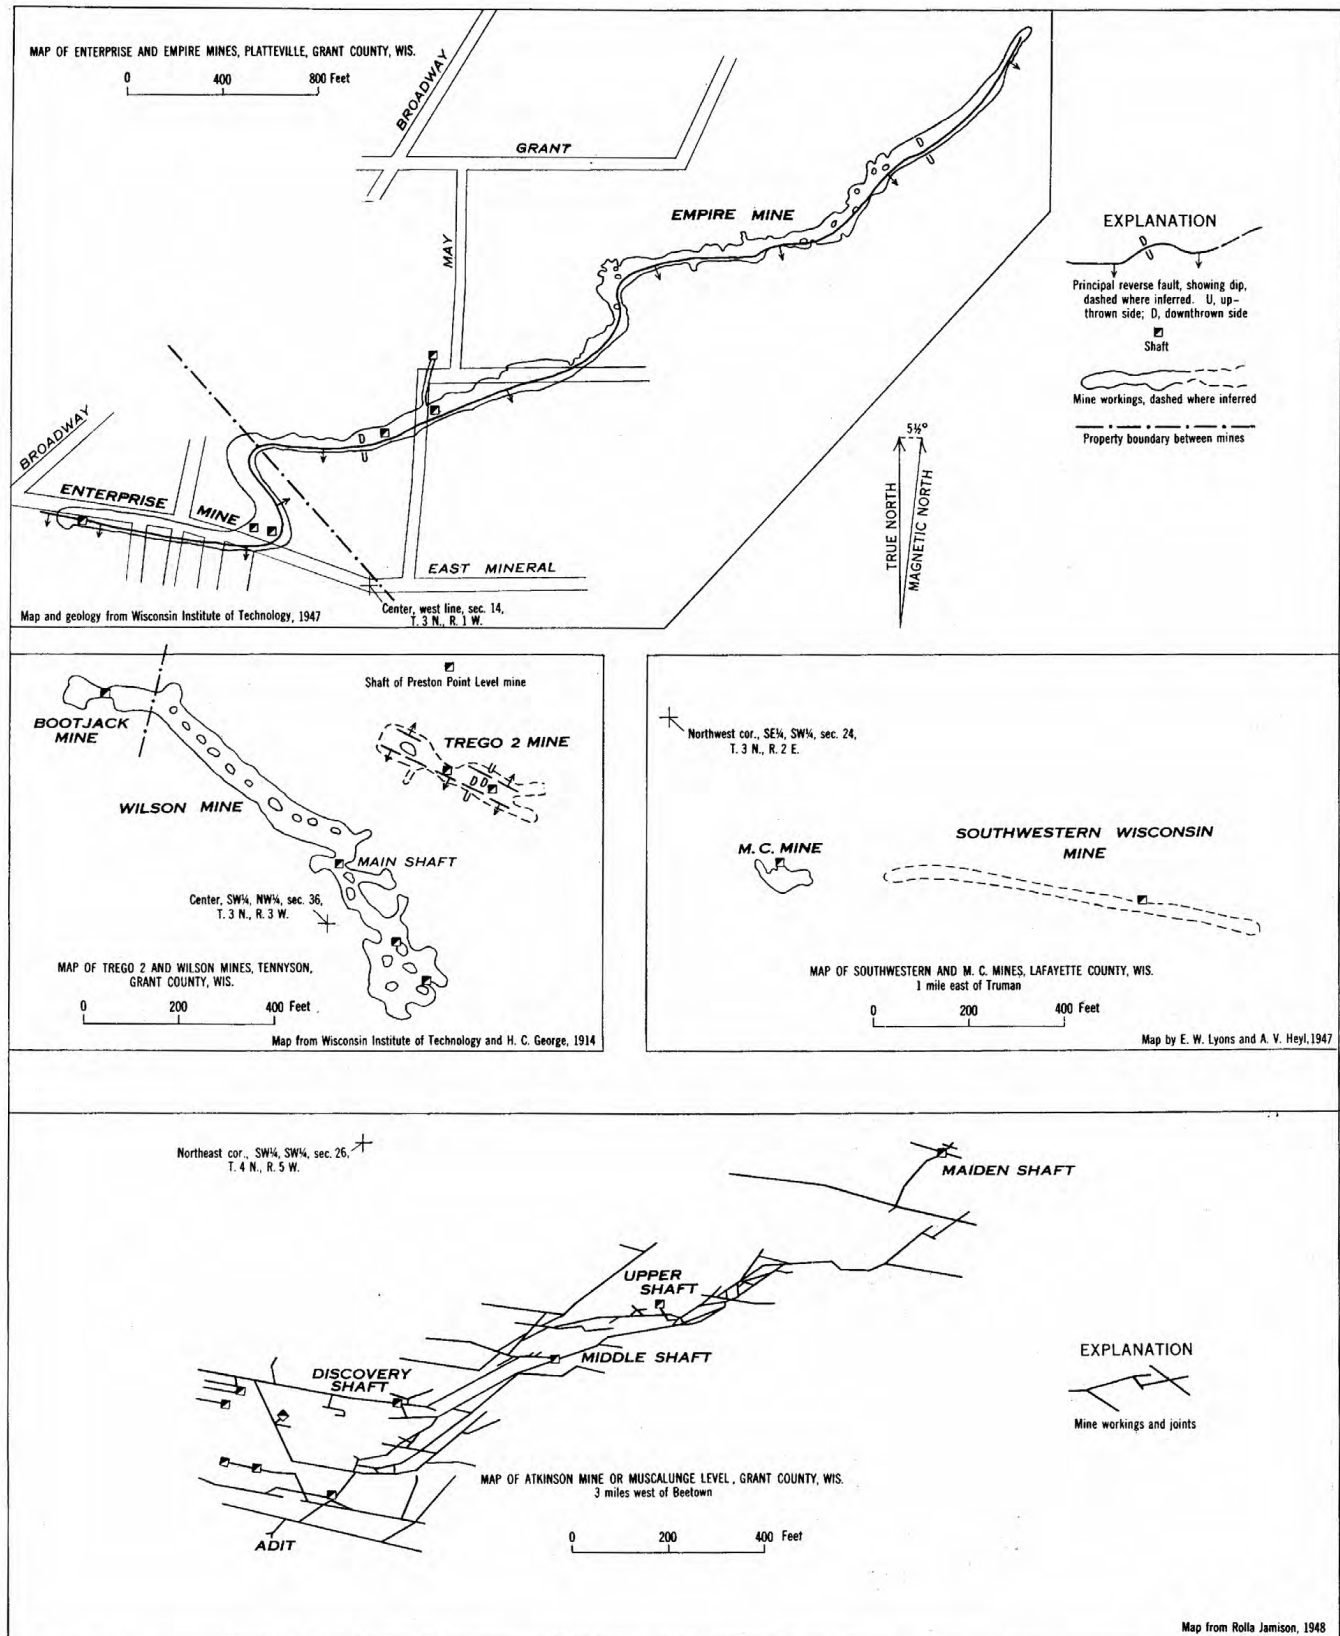 MAP OF ENTERPRISE AND EMPIRE MINES, PLATTEVILLE, GRANT COUNTY, WIS.
0 400 800 Feet
BROADWAY
GRANT
MAY
EMPIRE MINE
D
U
D
U
BROADWAY
ENTERPRISE MINE
EAST MINERAL
Center, west line, sec. 14,
T. 3 N., R. 1 W.
Map and geology from Wisconsin Institute of Technology, 1947
EXPLANATION
D
U
Principal reverse fault, showing dip,
dashed where inferred. U, up-
thrown side; D, downthrown side
Shaft
Mine workings, dashed where inferred
Property boundary between mines
5½°
TRUE NORTH
MAGNETIC NORTH
Shaft of Preston Point Level mine
BOOTJACK
MINE
TREGO 2 MINE
U
D D
U
U
WILSON MINE
MAIN SHAFT
Center, SW¼, NW¼, sec. 36,
T. 3 N., R. 3 W.
MAP OF TREGO 2 AND WILSON MINES, TENNYSON,
GRANT COUNTY, WIS.
0 200 400 Feet
Map from Wisconsin Institute of Technology and H. C. George, 1914
Northwest cor., SE¼, SW¼, sec. 24,
T. 3 N., R. 2 E.
M. C. MINE
SOUTHWESTERN WISCONSIN
MINE
MAP OF SOUTHWESTERN AND M. C. MINES, LAFAYETTE COUNTY, WIS.
1 mile east of Truman
0 200 400 Feet
Map by E. W. Lyons and A. V. Heyl, 1947
Northeast cor., SW¼, SW¼, sec. 26,
T. 4 N., R. 5 W.
MAIDEN SHAFT
UPPER
SHAFT
MIDDLE SHAFT
DISCOVERY
SHAFT
EXPLANATION
Mine workings and joints
MAP OF ATKINSON MINE OR MUSCALUNGE LEVEL, GRANT COUNTY, WIS.
3 miles west of Beetown
0 200 400 Feet
ADIT
Map from Rolla Jamison, 1948